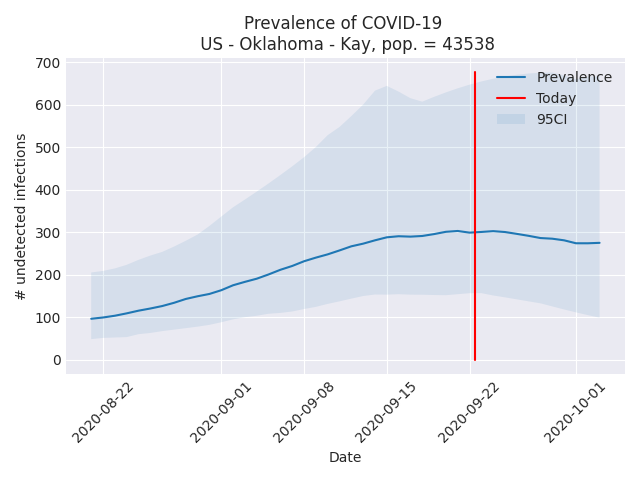 Prevalence of COVID-19
US - Oklahoma - Kay, pop. = 43538
700
600
500
400
300
200
100
0
# undetected infections
Prevalence
Today
95CI
2020-08-22
2020-09-01
2020-09-08
2020-09-15
2020-09-22
2020-10-01
Date